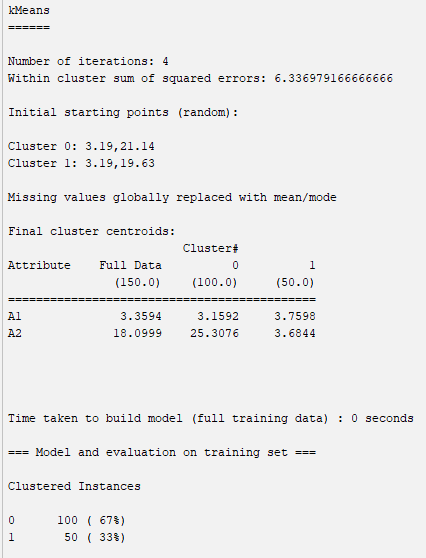 kMeans
======
Number of iterations: 4
Within cluster sum of squared errors: 6.336979166666666
Initial starting points (random):
Cluster 0: 3.19,21.14
Cluster 1: 3.19,19.63
Missing values globally replaced with mean/mode
Final cluster centroids:
Cluster#
Attribute Full Data 0 1
(150.0) (100.0) (50.0)
============================================
A1 3.3594 3.1592 3.7598
A2 18.0999 25.3076 3.6844
Time taken to build model (full training data) : 0 seconds
=== Model and evaluation on training set ===
Clustered Instances
0 100 ( 67%)
1 50 ( 33%)